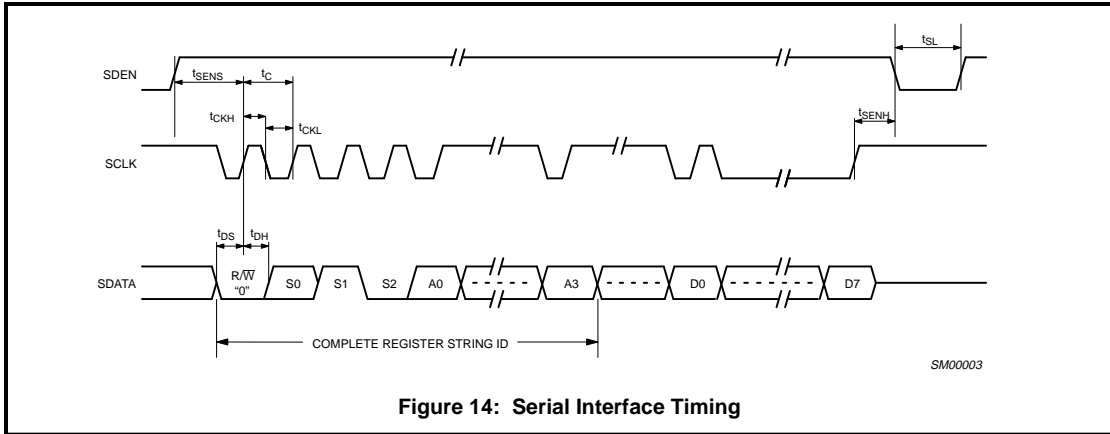 SDEN
tSENS
tC
tSL
tCKH
tCKL
tSENH
SCLK
tDS
tDH
SDATA
R/W̅
"0"
S0
S1
S2
A0
A3
D0
D7
COMPLETE REGISTER STRING ID
SM00003
Figure 14: Serial Interface Timing